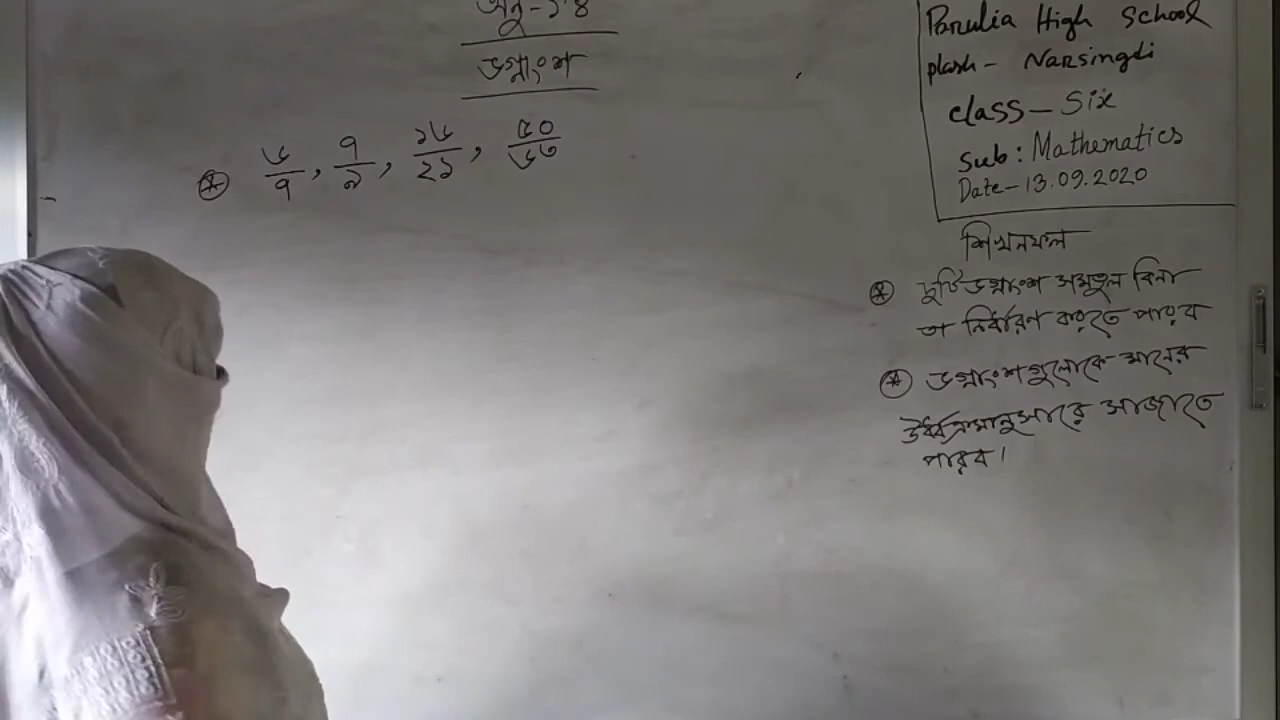 অনু-১.৪
ভগ্নাংশ
৬/৭, ৭/৯, ১৬/২১, ৫০/৬৩
Parulia High School
plash- Narsingdi
class- Six
Sub: Mathematics
Date-13.09.2020
শিখনফল
দুটি ভগ্নাংশ সমতুল কিনা
তা নির্ধারণ করতে পারব
ভগ্নাংশগুলোকে মানের
ঊর্ধ্বক্রমানুসারে সাজাতে
পারব।